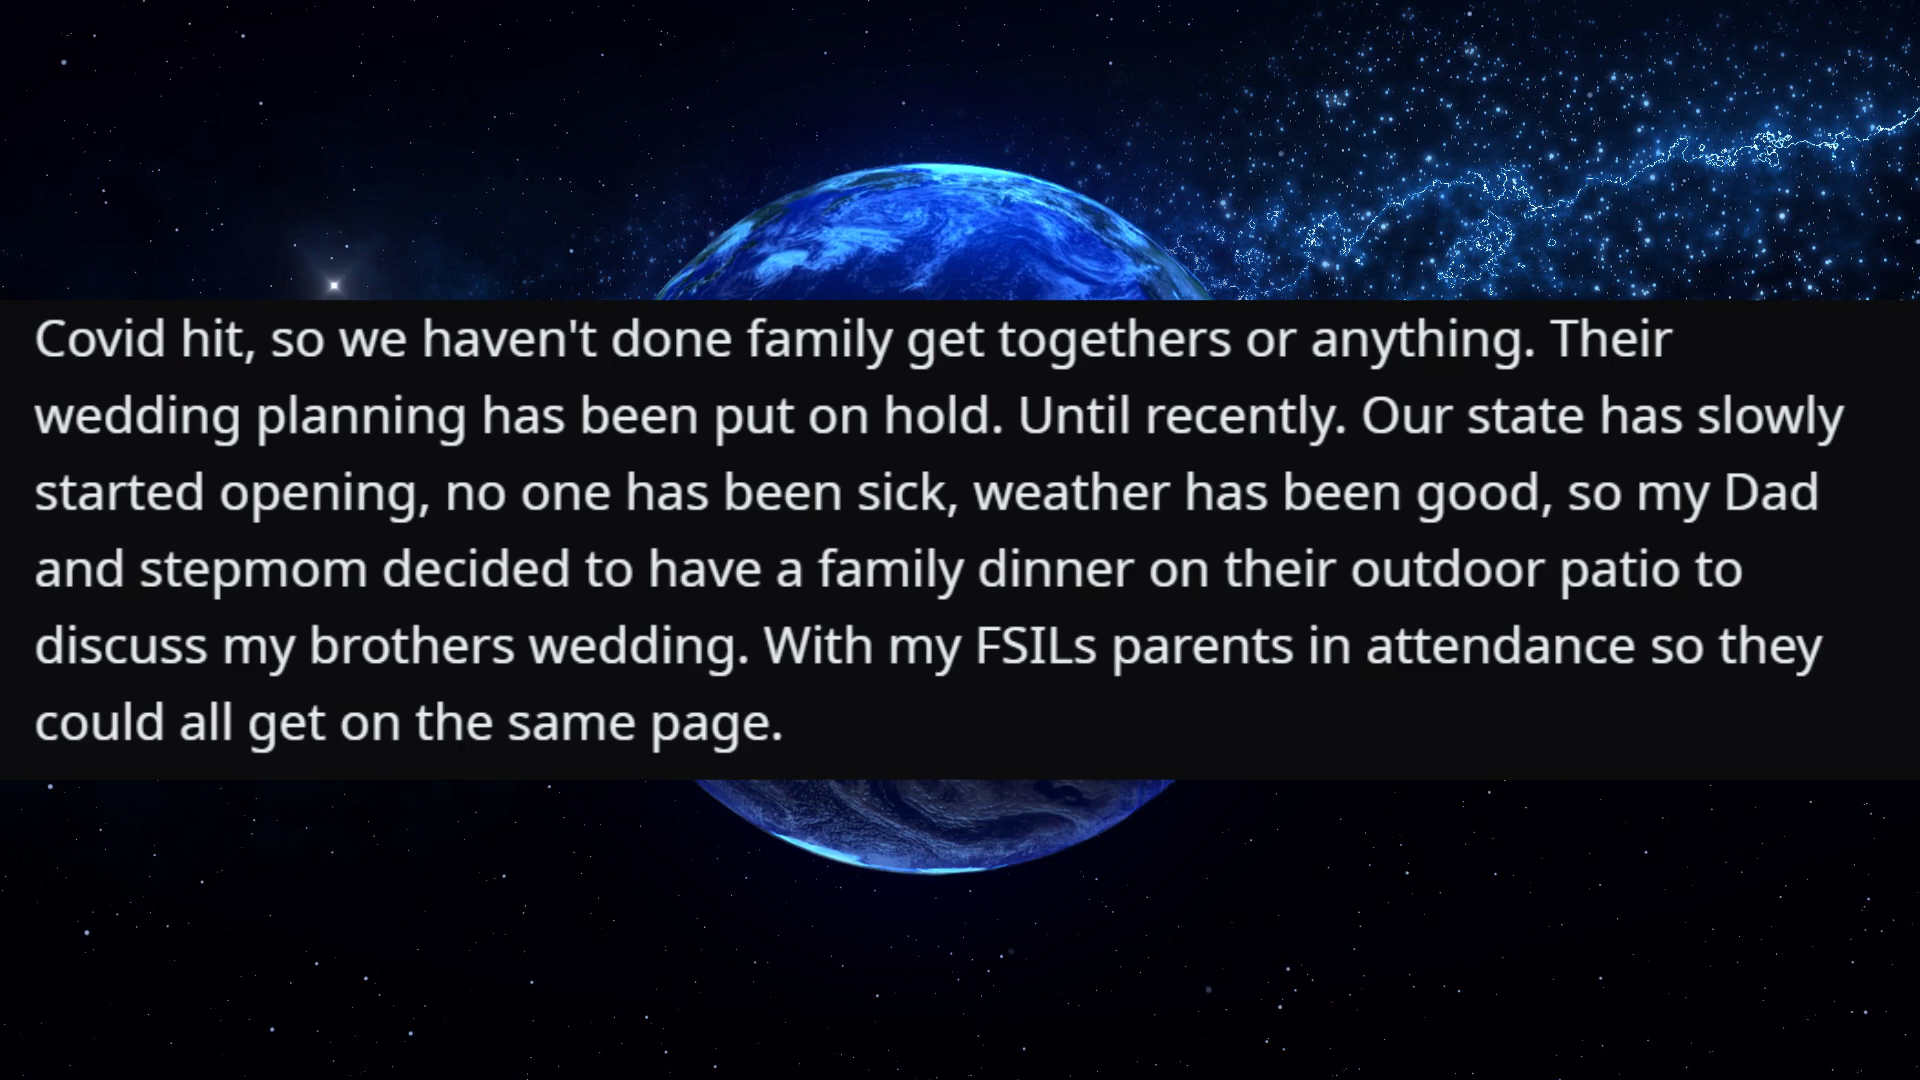 Covid hit, so we haven't done family get togethers or anything. Their
wedding planning has been put on hold. Until recently. Our state has slowly
started opening, no one has been sick, weather has been good, so my Dad
and stepmom decided to have a family dinner on their outdoor patio to
discuss my brothers wedding. With my FSILs parents in attendance so they
could all get on the same page.